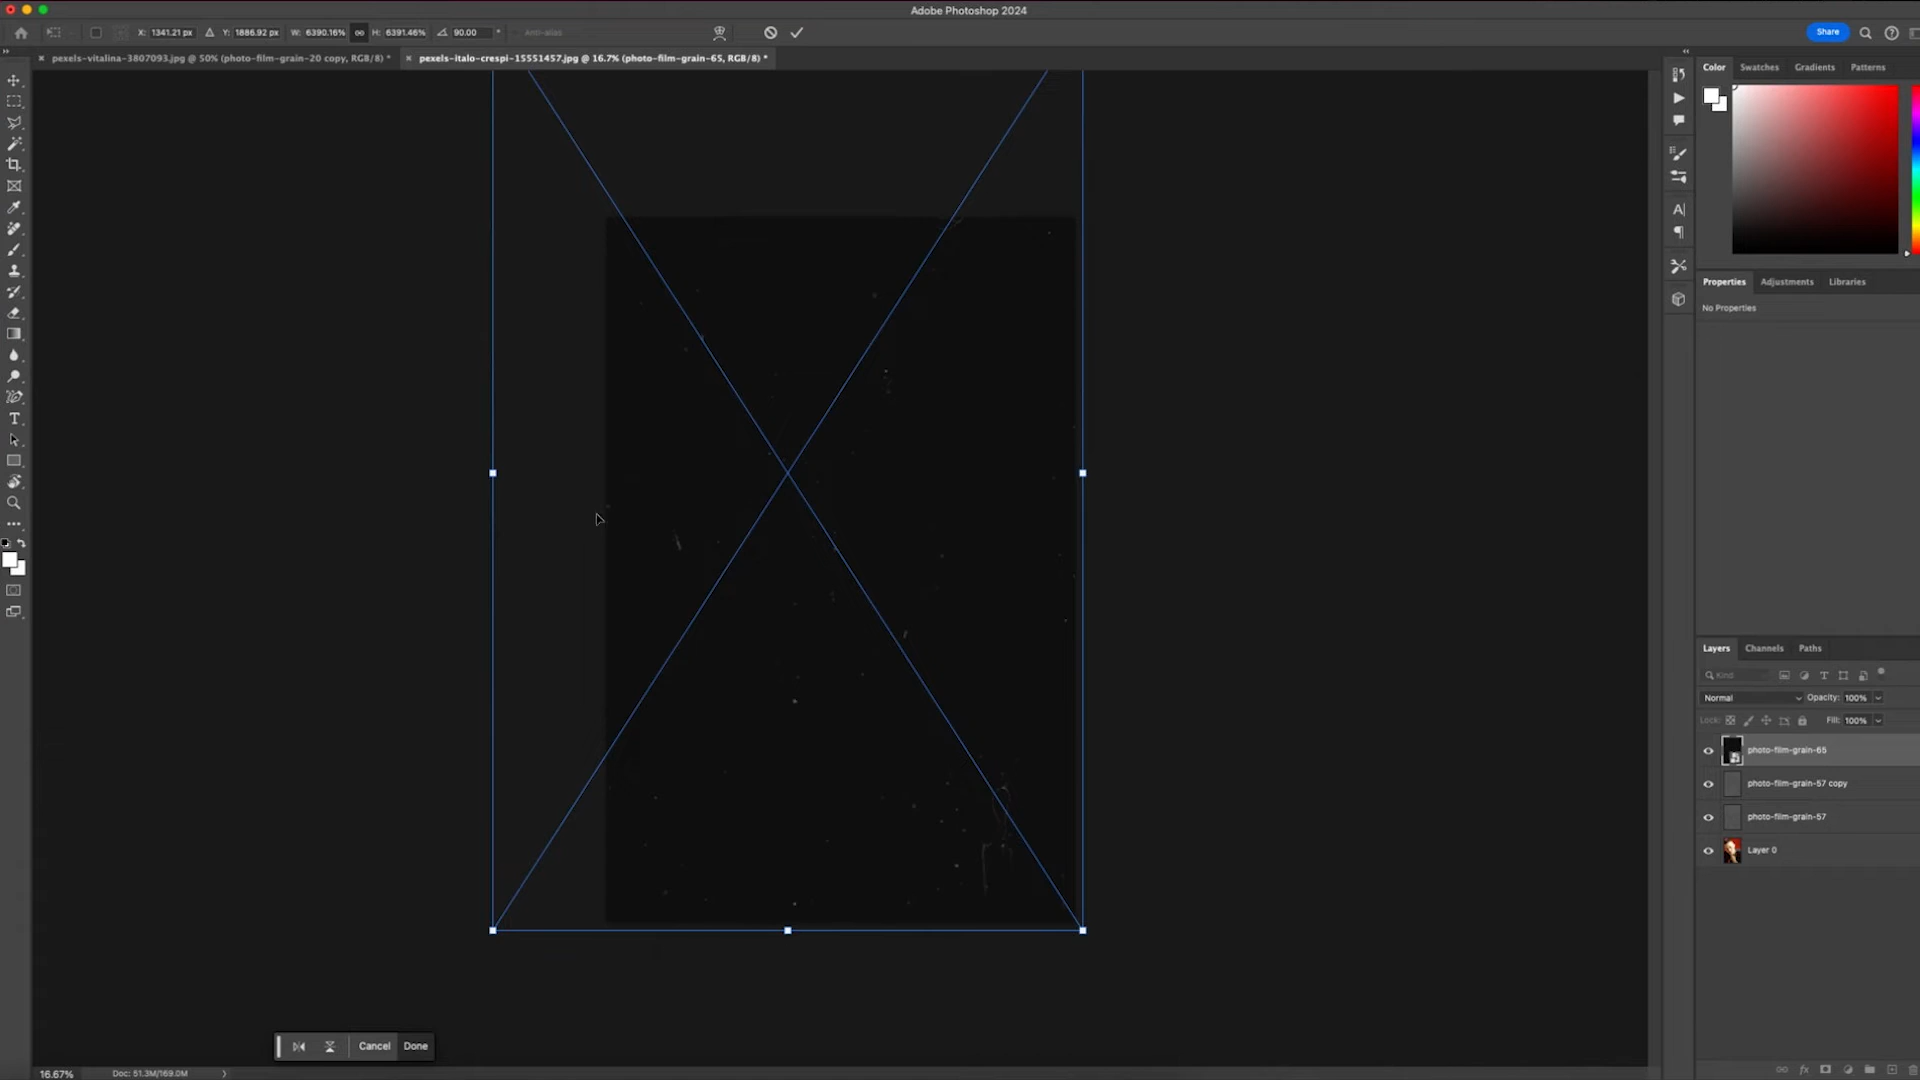 Adobe Photoshop 2024
X: 1341.21 px Y: 1886.92 px W: 6390.16% H: 6391.46% 90.00 ° Anti-alias Share
pexels-vitalina-3807093.jpg @ 50% (photo-film-grain-20 copy, RGB/8) *
pexels-italo-crespi-15551457.jpg @ 16.7% (photo-film-grain-65, RGB/8) *
Color Swatches Gradients Patterns
Properties Adjustments Libraries
No Properties
Layers Channels Paths
Kind
Normal Opacity: 100%
Lock: Fill: 100%
photo-film-grain-65
photo-film-grain-57 copy
photo-film-grain-57
Layer 0
Cancel Done
16.67% Doc: 51.3M/169.0M